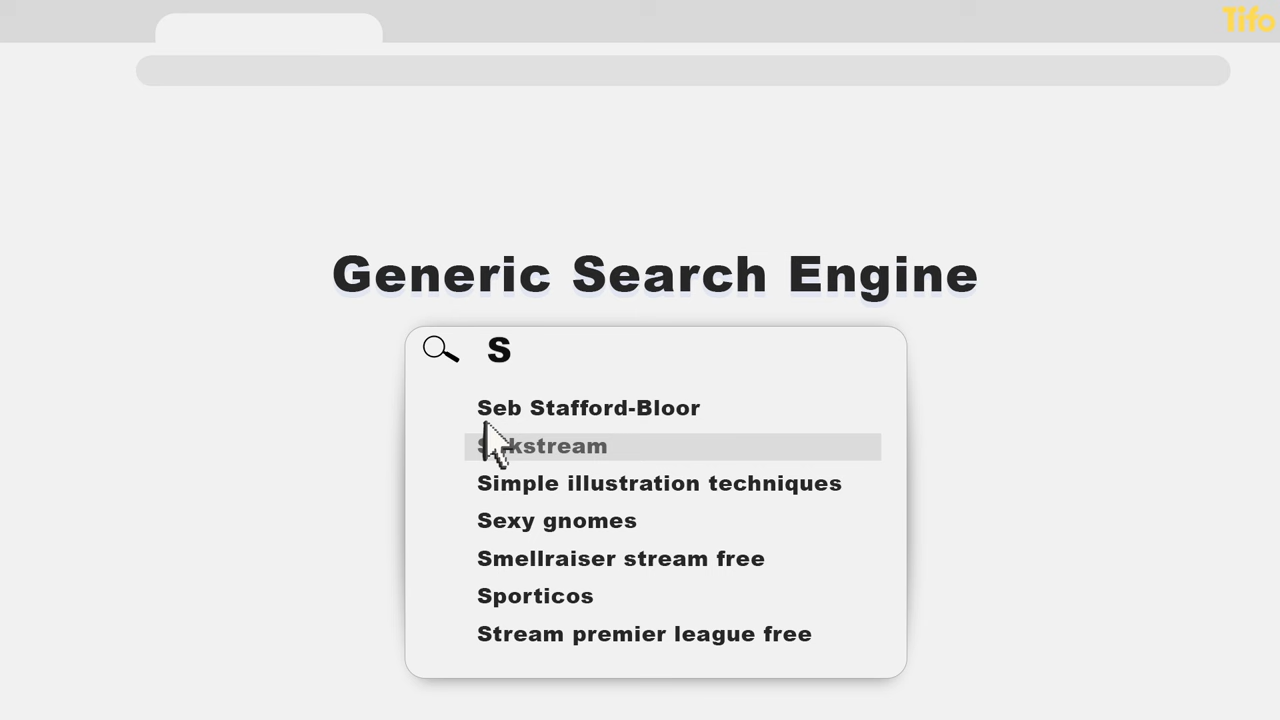 Tifo
Generic Search Engine
S
Seb Stafford-Bloor
Simple illustration techniques
Sexy gnomes
Smellraiser stream free
Sporticos
Stream premier league free